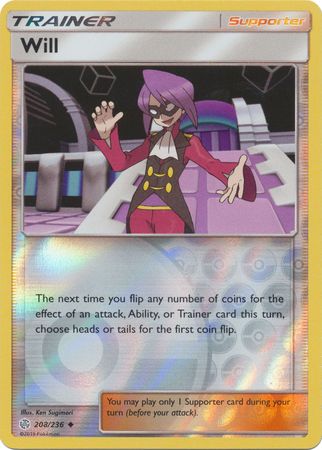 TRAINER Supporter
Will
The next time you flip any number of coins for the
effect of an attack, Ability, or Trainer card this turn,
choose heads or tails for the first coin flip.
Illus. Ken Sugimori
208/236
©2019 Pokémon
You may play only 1 Supporter card during your
turn (before your attack).